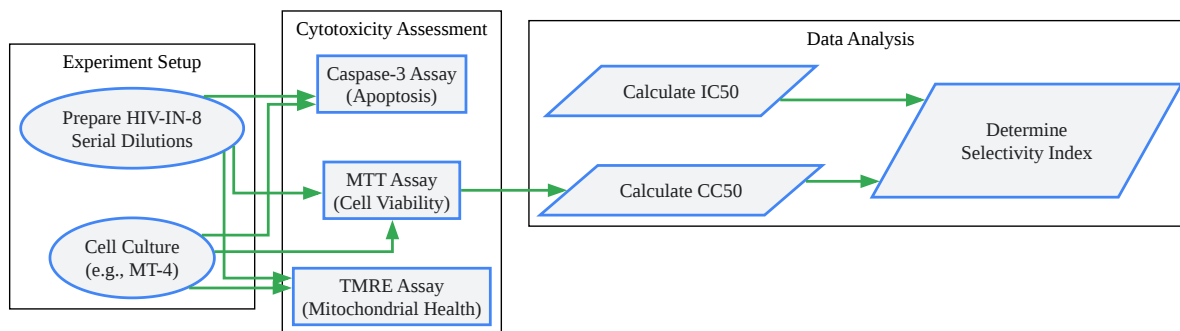 Experiment Setup
Prepare HIV-IN-8
Serial Dilutions
Cell Culture
(e.g., MT-4)
Cytotoxicity Assessment
Caspase-3 Assay
(Apoptosis)
MTT Assay
(Cell Viability)
TMRE Assay
(Mitochondrial Health)
Data Analysis
Calculate IC50
Calculate CC50
Determine
Selectivity Index